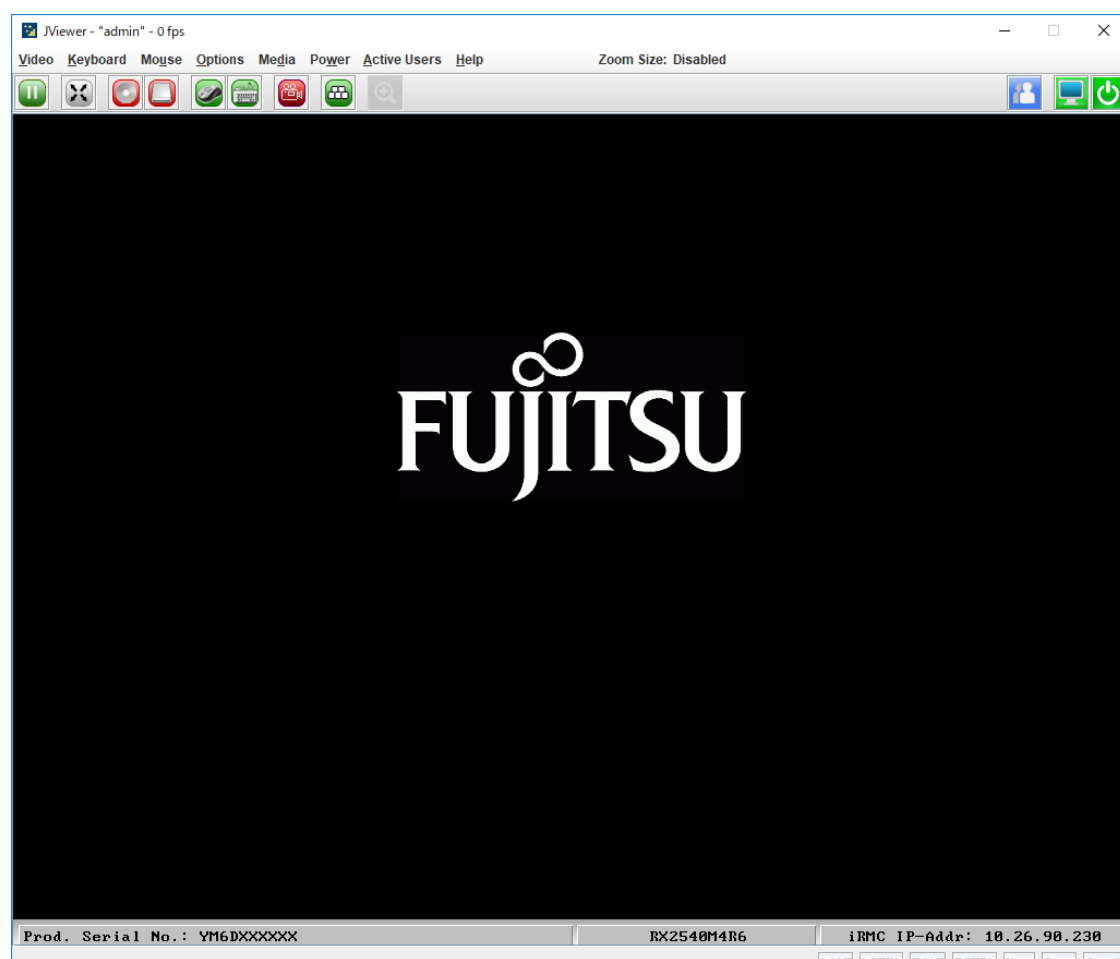 JViewer - "admin" - 0 fps
Video Keyboard Mouse Options Media Power Active Users Help Zoom Size: Disabled
FUJITSU
Prod. Serial No.: YM6DXXXXXX RX2540M4R6 iRMC IP-Addr: 10.26.90.230